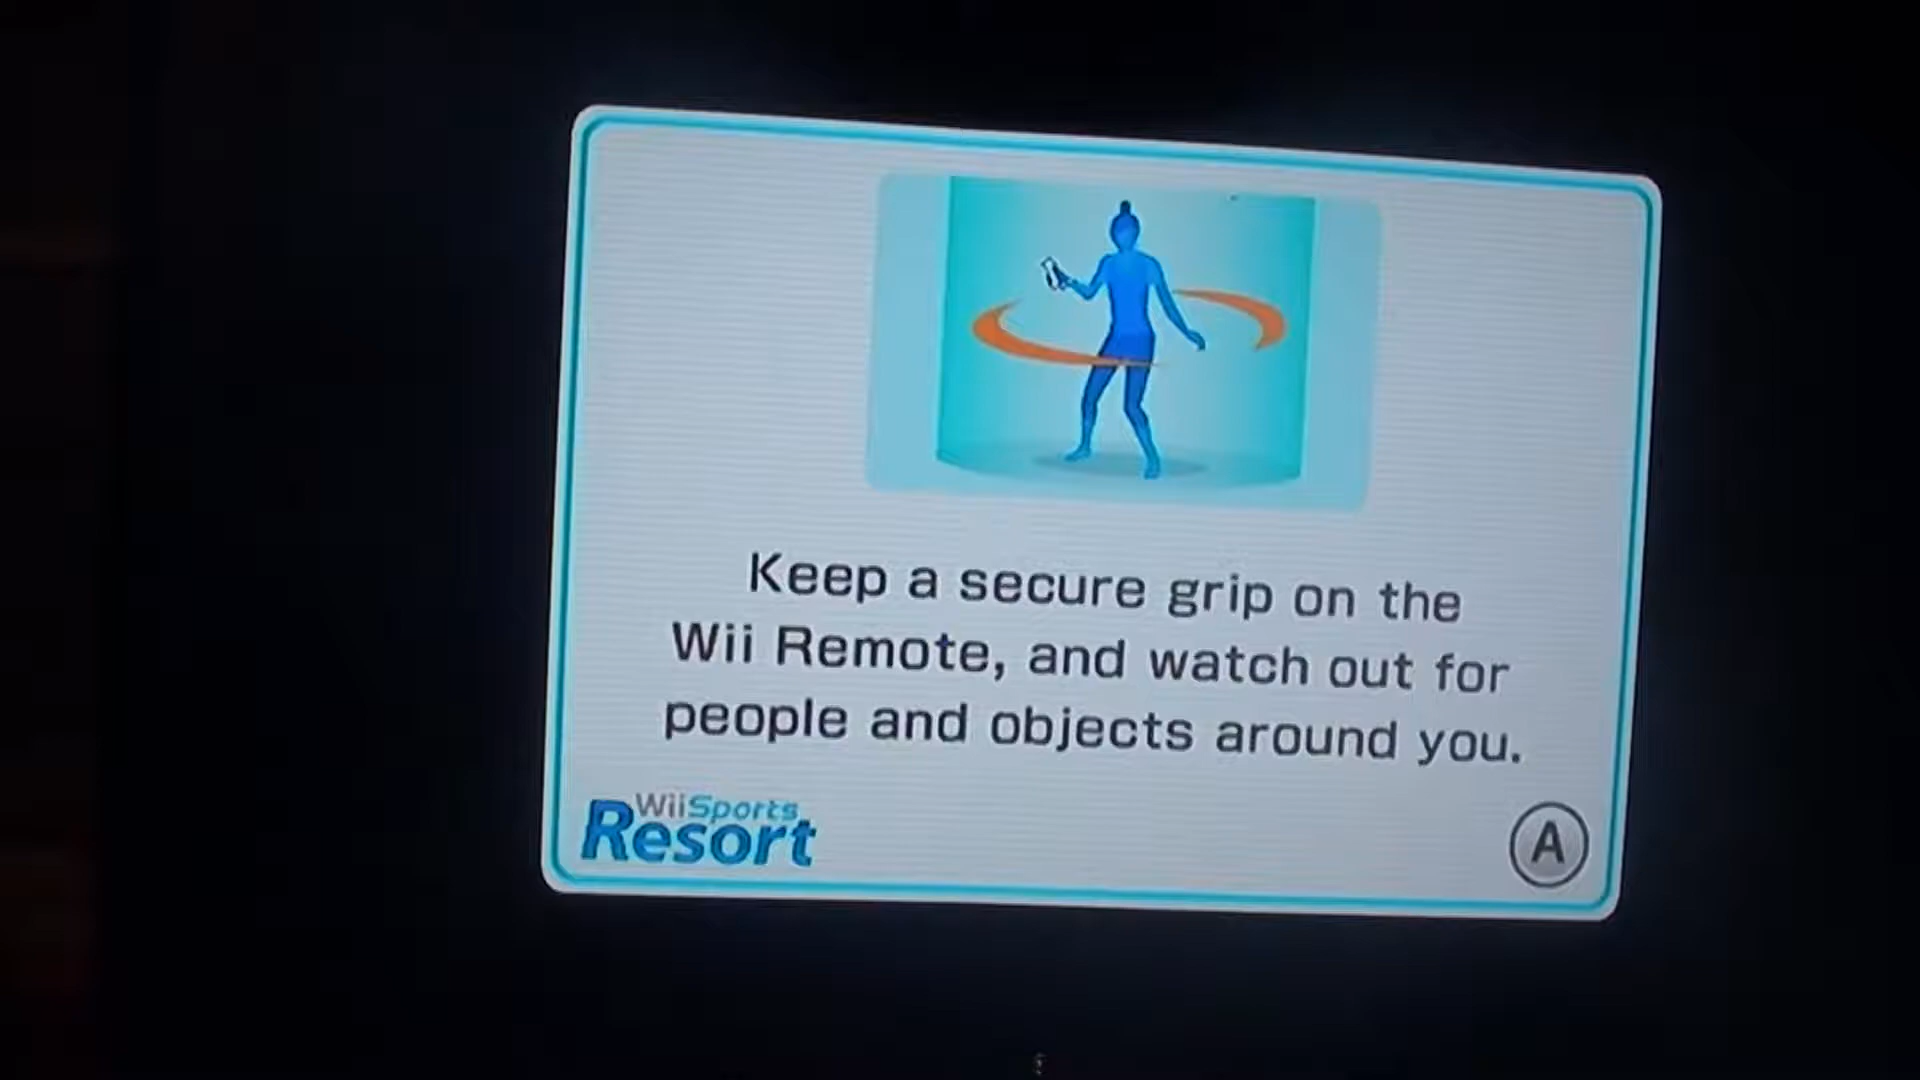 Keep a secure grip on the
Wii Remote, and watch out for
people and objects around you.
WiiSports
Resort
A